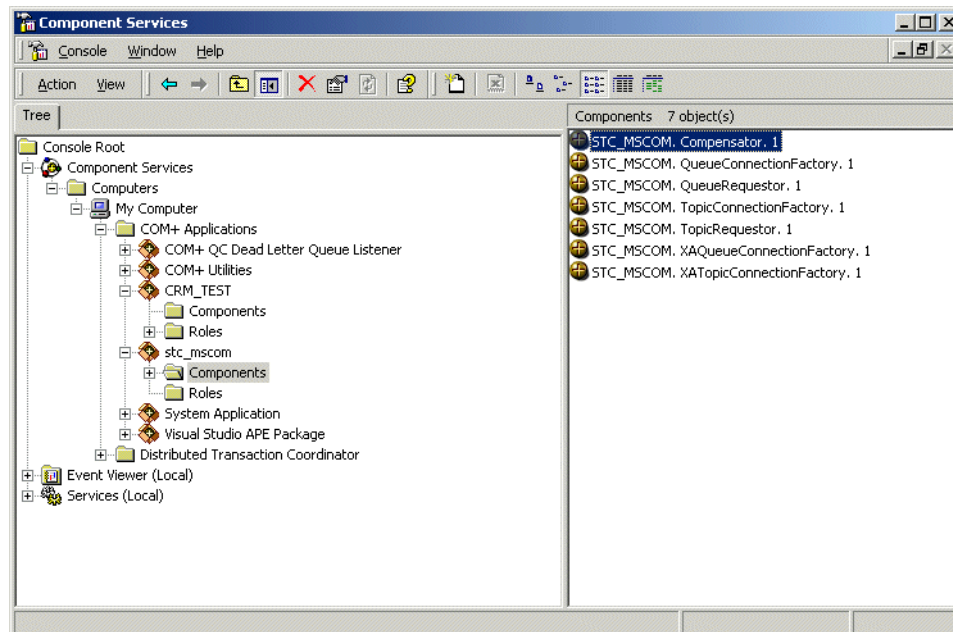 Component Services
Console Window Help
Action View
Tree
Components 7 object(s)
Console Root
Component Services
Computers
My Computer
COM+ Applications
COM+ QC Dead Letter Queue Listener
COM+ Utilities
CRM_TEST
Components
Roles
stc_mscom
Components
Roles
System Application
Visual Studio APE Package
Distributed Transaction Coordinator
Event Viewer (Local)
Services (Local)
STC_MSCOM. Compensator. 1
STC_MSCOM. QueueConnectionFactory. 1
STC_MSCOM. QueueRequestor. 1
STC_MSCOM. TopicConnectionFactory. 1
STC_MSCOM. TopicRequestor. 1
STC_MSCOM. XAQueueConnectionFactory. 1
STC_MSCOM. XATopicConnectionFactory. 1